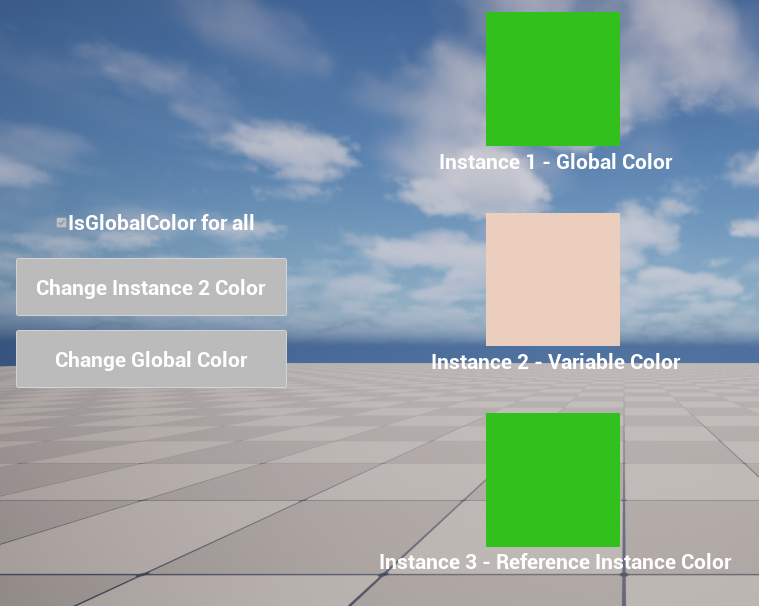 Instance 1 - Global Color
IsGlobalColor for all
Change Instance 2 Color
Change Global Color
Instance 2 - Variable Color
Instance 3 - Reference Instance Color